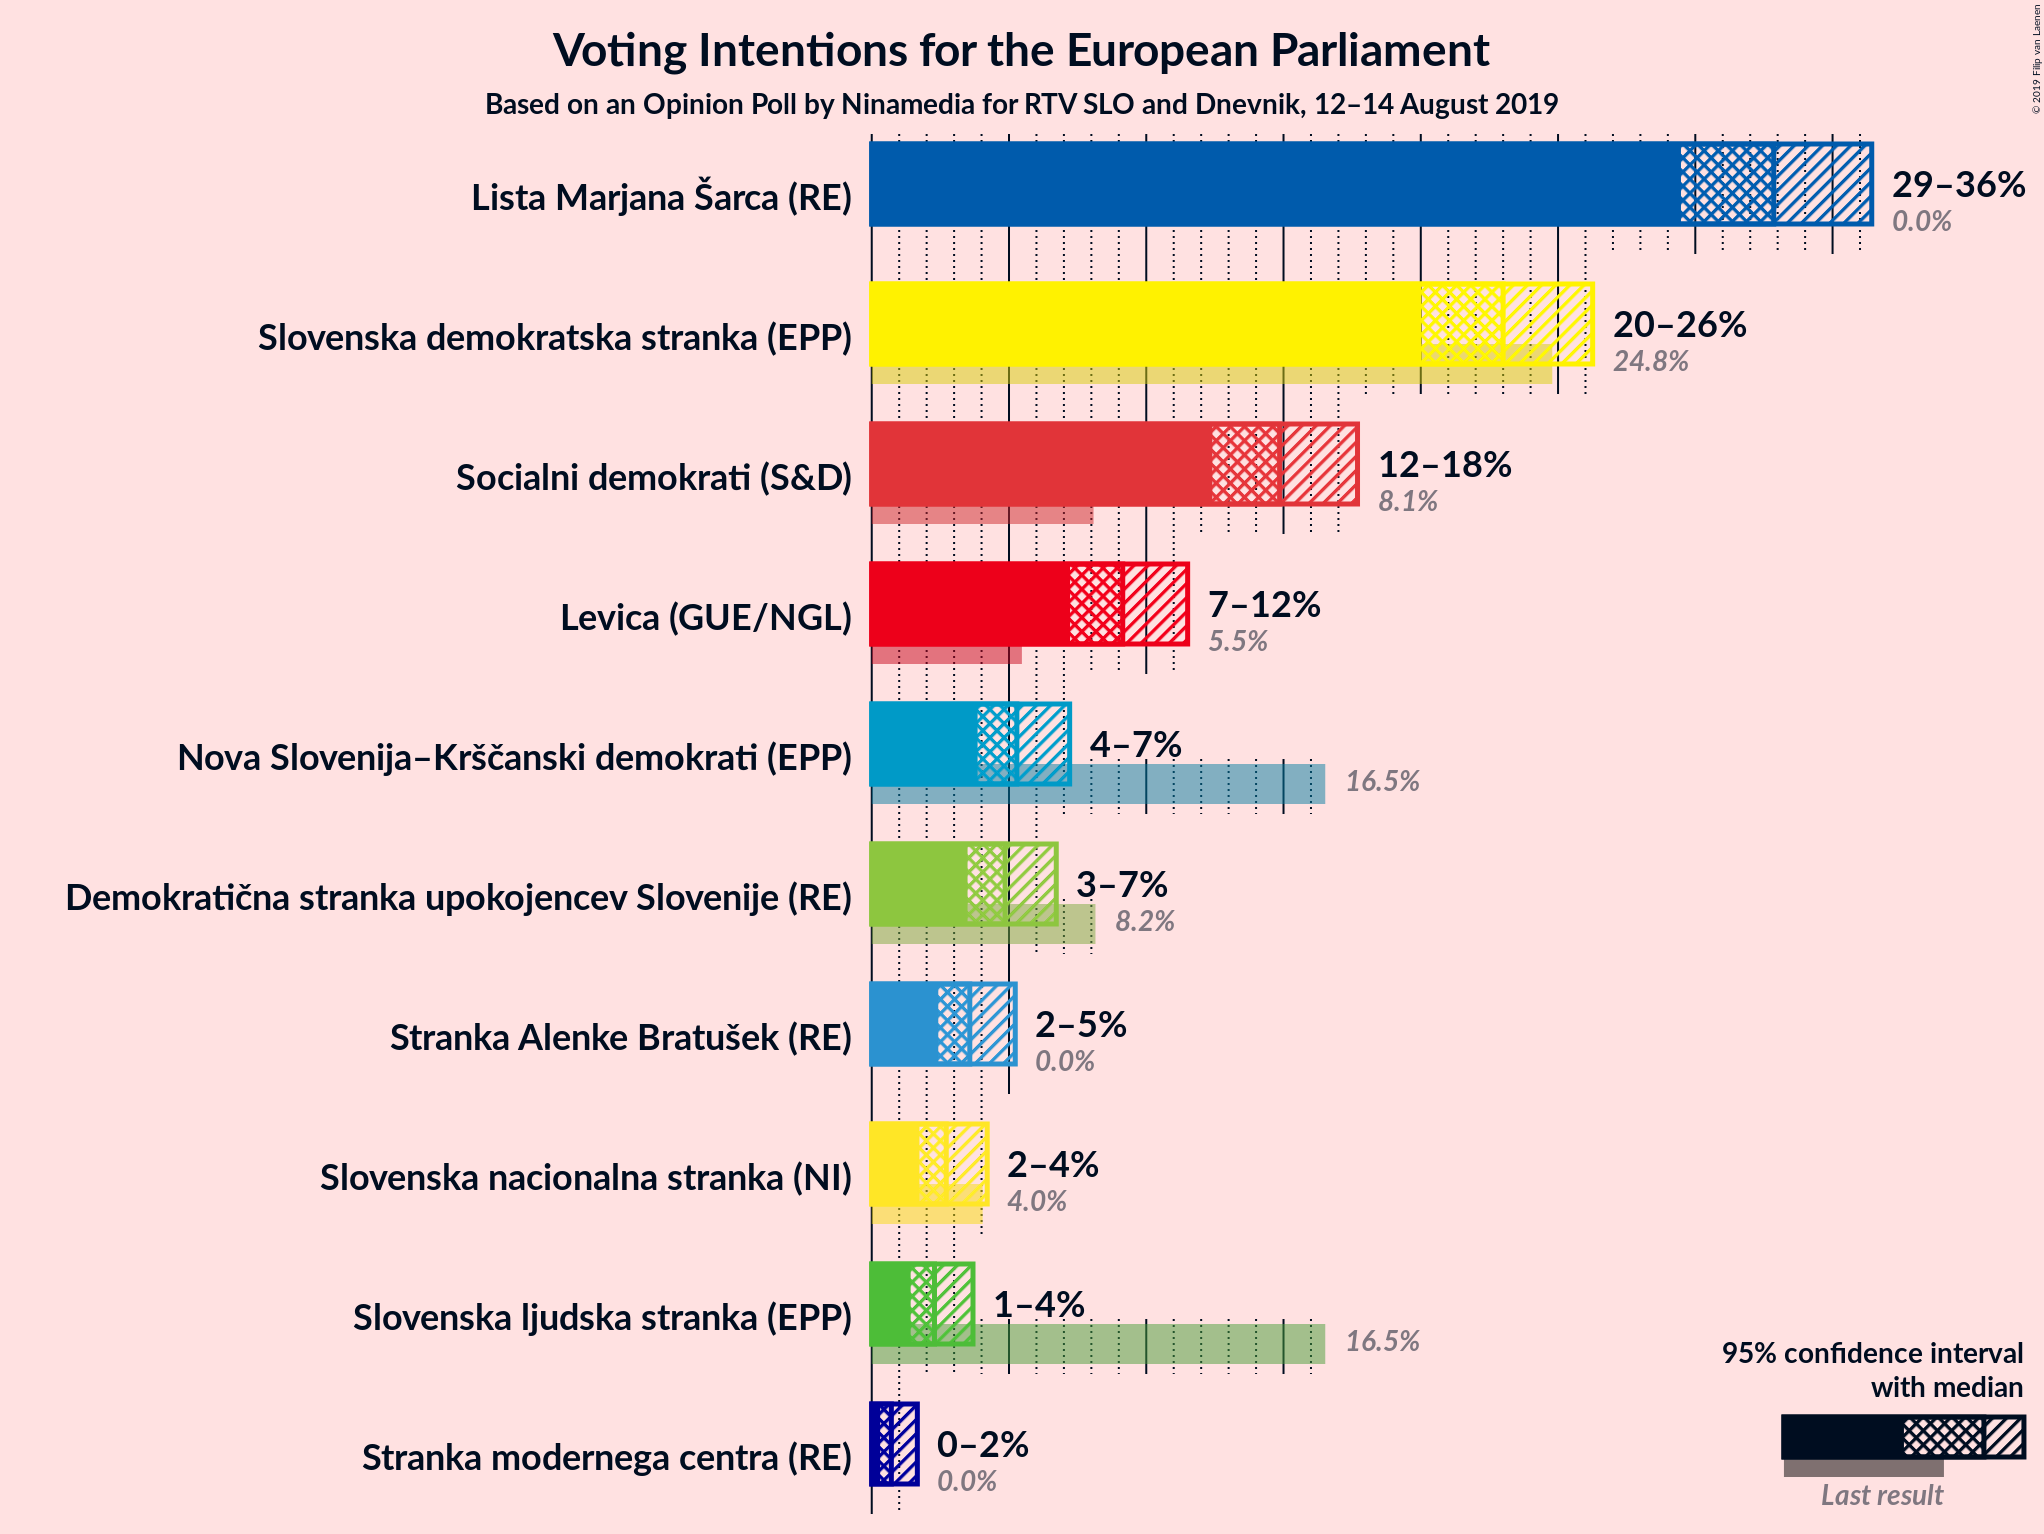 Voting Intentions for the European Parliament
Based on an Opinion Poll by Ninamedia for RTV SLO and Dnevnik, 12–14 August 2019
© 2019 Filip van Laenen
Lista Marjana Šarca (RE)
29–36%
0.0%
Slovenska demokratska stranka (EPP)
20–26%
24.8%
Socialni demokrati (S&D)
12–18%
8.1%
Levica (GUE/NGL)
7–12%
5.5%
Nova Slovenija–Krščanski demokrati (EPP)
4–7%
16.5%
Demokratična stranka upokojencev Slovenije (RE)
3–7%
8.2%
Stranka Alenke Bratušek (RE)
2–5%
0.0%
Slovenska nacionalna stranka (NI)
2–4%
4.0%
Slovenska ljudska stranka (EPP)
1–4%
16.5%
Stranka modernega centra (RE)
0–2%
0.0%
95% confidence interval
with median
Last result